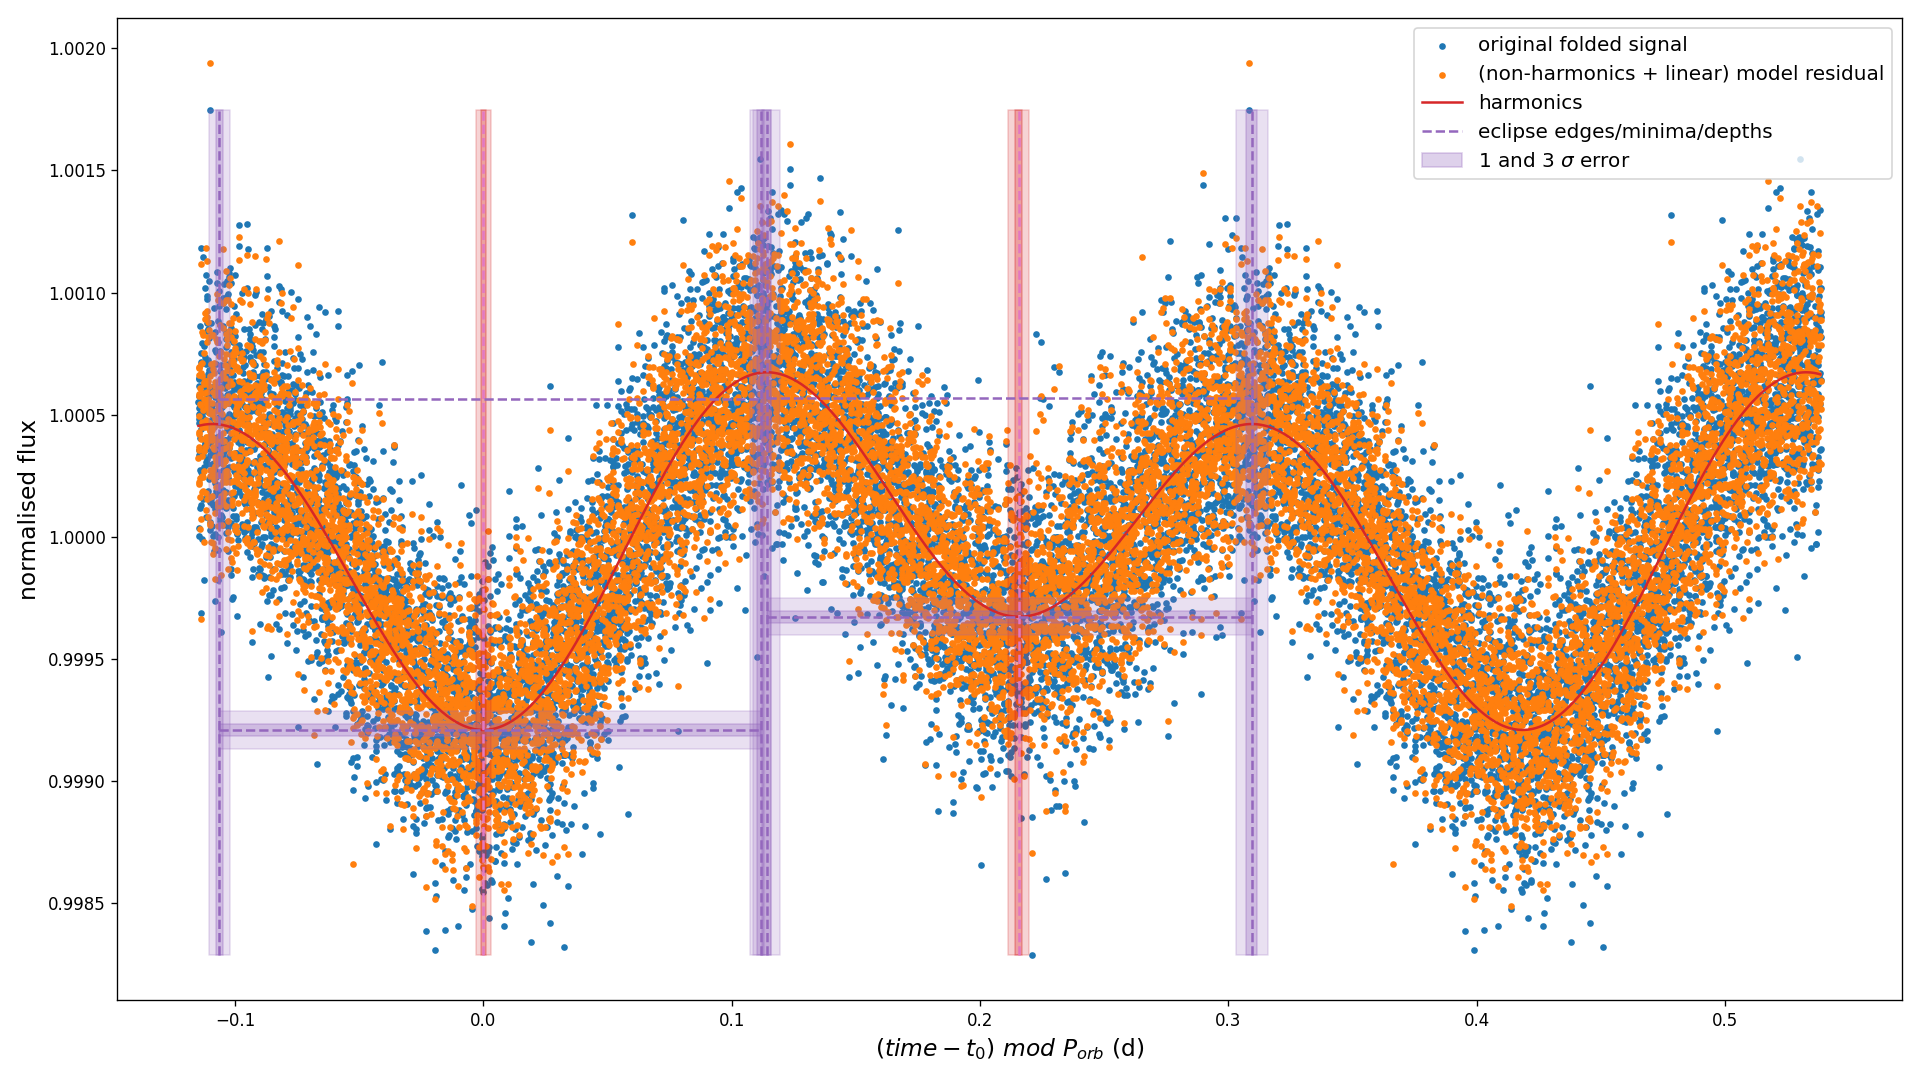 original folded signal
(non-harmonics + linear) model residual
harmonics
eclipse edges/minima/depths
1 and 3 σ error
normalised flux
1.0020
1.0015
1.0010
1.0005
1.0000
0.9995
0.9990
0.9985
−0.1 0.0 0.1 0.2 0.3 0.4 0.5
(time − t₀) mod P_orb (d)